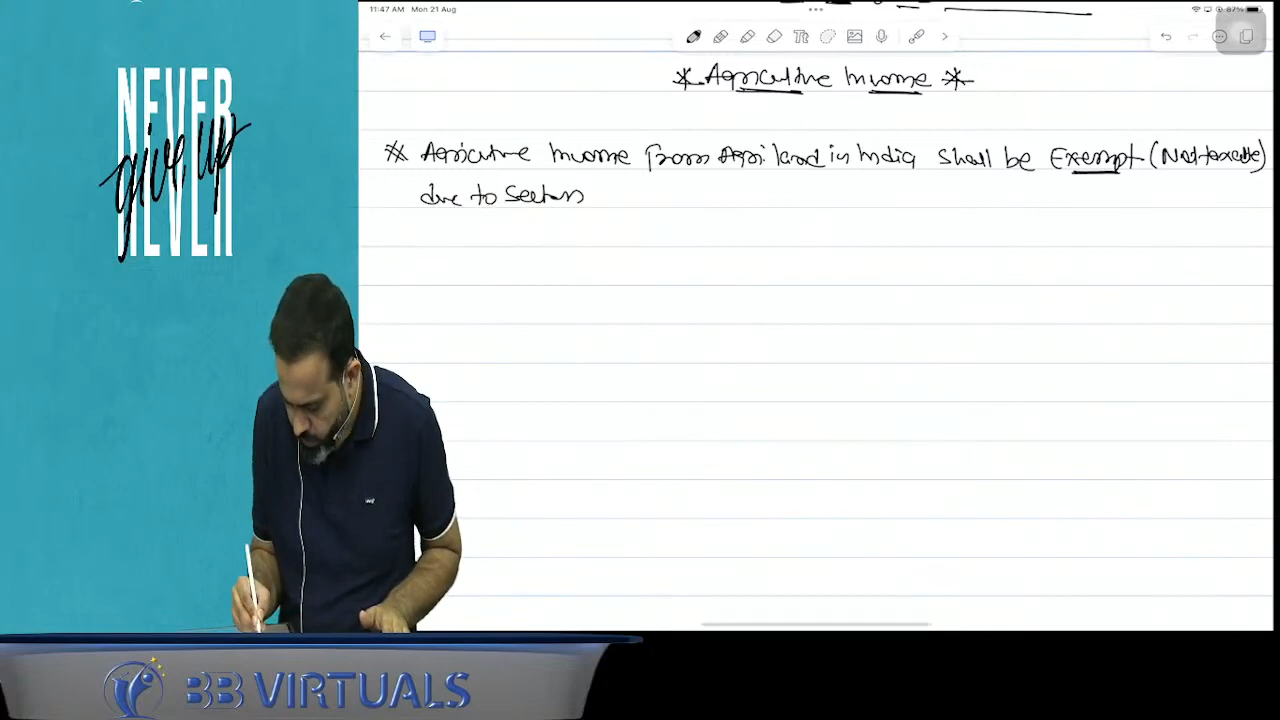 11:47 AM Mon 21 Aug
87%
* Agriculture Income *
NEVER
give up
NEVER
* Agriculture Income from Agri land in India shall be Exempt (Not taxable)
due to Section
BB VIRTUALS